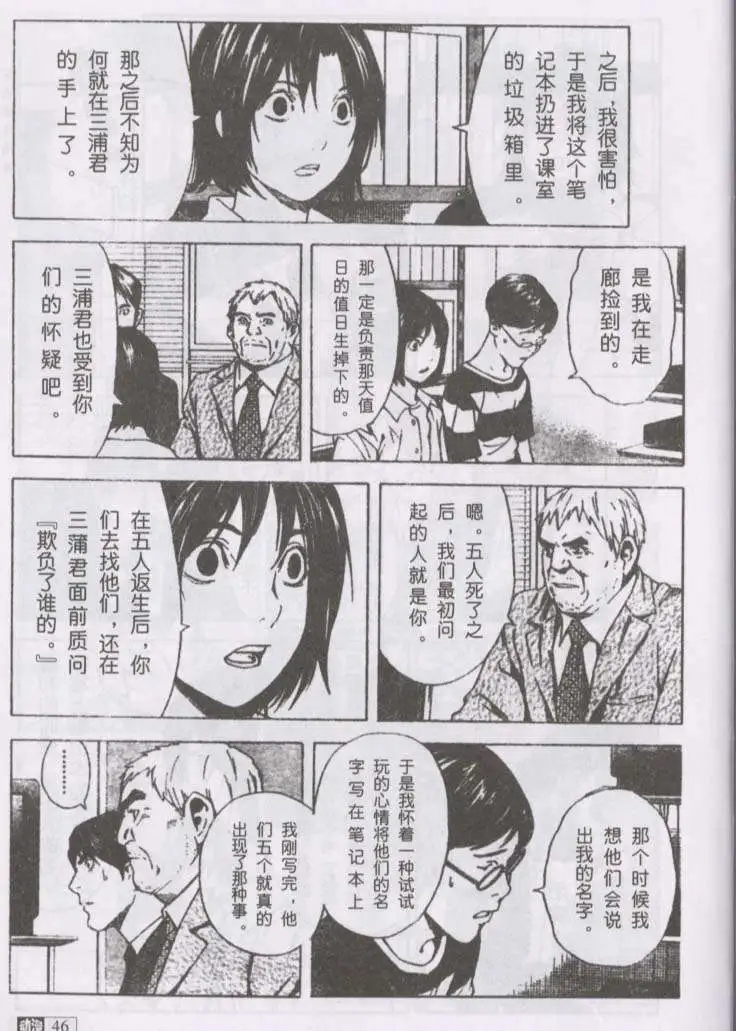 之后，我很害怕，
于是我将这个笔
记本扔进了课室
的垃圾箱里。
那之后不知为
何就在三浦君
的手上了。
是我在走
廊捡到的。
那一定是负责那天值
日的值日生掉下的。
三浦君也受到你
们的怀疑吧。
嗯。五人死了之
后，我们最初问
起的人就是你。
在五人返生后，你
们去找他们，还在
三蒲君面前质问
『欺负了谁的。』
那个时候我
想他们会说
出我的名字。
于是我怀着一种试试
玩的心情将他们的名
字写在笔记本上
我刚写完，他
们五个就真的
出现了那种事。
………
46